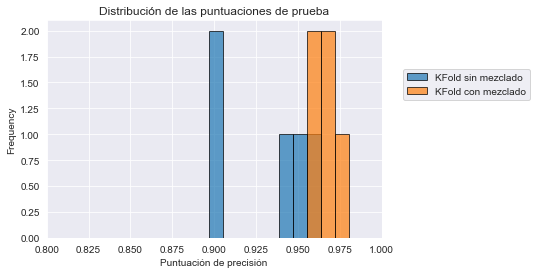 Distribución de las puntuaciones de prueba
2.00
1.75
1.50
1.25
1.00
0.75
0.50
0.25
0.00
Frequency
0.800 0.825 0.850 0.875 0.900 0.925 0.950 0.975 1.000
Puntuación de precisión
KFold sin mezclado
KFold con mezclado